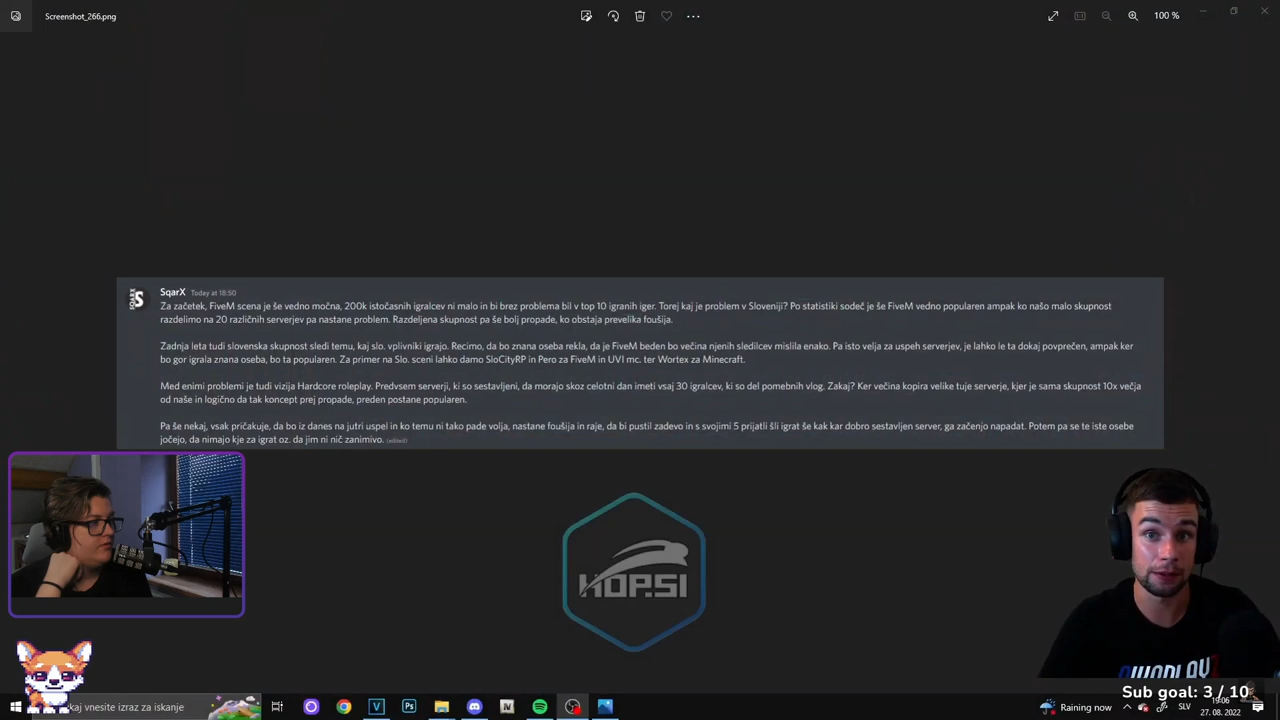 Screenshot_266.png
100 %
SqarX Today at 18:50
Za začetek, FiveM scena je še vedno močna, 200k istočasnih igralcev ni malo in bi brez problema bil v top 10 igranih iger. Torej kaj je problem v Sloveniji? Po statistiki sodeč je še FiveM vedno popularen ampak ko našo malo skupnost
razdelimo na 20 različnih serverjev pa nastane problem. Razdeljena skupnost pa še bolj propade, ko obstaja prevelika foušija.
Zadnja leta tudi slovenska skupnost sledi temu, kaj slo. vplivniki igrajo. Recimo, da bo znana oseba rekla, da je FiveM beden bo večina njenih sledilcev mislila enako. Pa isto velja za uspeh serverjev, je lahko le ta dokaj povprečen, ampak ker
bo gor igrala znana oseba, bo ta popularen. Za primer na Slo. sceni lahko damo SloCityRP in Pero za FiveM in UVI mc. ter Wortex za Minecraft.
Med enimi problemi je tudi vizija Hardcore roleplay. Predvsem serverji, ki so sestavljeni, da morajo skoz celotni dan imeti vsaj 30 igralcev, ki so del pomebnih vlog. Zakaj? Ker večina kopira velike tuje serverje, kjer je sama skupnost 10x večja
od naše in logično da tak koncept prej propade, preden postane popularen.
Pa še nekaj, vsak pričakuje, da bo iz danes na jutri uspel in ko temu ni tako pade volja, nastane foušija in raje, da bi pustil zadevo in s svojimi 5 prijatli šli igrat še kak kar dobro sestavljen server, ga začenjo napadat. Potem pa se te iste osebe
jočejo, da nimajo kje za igrat oz. da jim ni nič zanimivo. (edited)
HOP.SI
Sub goal: 3 / 10
kaj vnesite izraz za iskanje
Raining now
SLV
19:06
27. 08. 2022